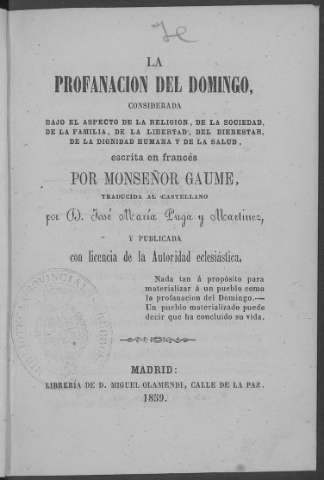 LA
PROFANACION DEL DOMINGO,
CONSIDERADA
BAJO EL ASPECTO DE LA RELIGION, DE LA SOCIEDAD,
DE LA FAMILIA, DE LA LIBERTAD, DEL BIENESTAR,
DE LA DIGNIDAD HUMANA Y DE LA SALUD,
escrita en francés
POR MONSEÑOR GAUME,
TRADUCIDA AL CASTELLANO
por D. José María Puga y Martinez,
Y PUBLICADA
con licencia de la Autoridad eclesiástica.
Nada tan á propósito para
materializar á un pueblo como
la profanacion del Domingo.—
Un pueblo materializado puede
decir que ha concluido su vida.
MADRID:
LIBRERIA DE D. MIGUEL OLAMENDI, CALLE DE LA PAZ.
1859.